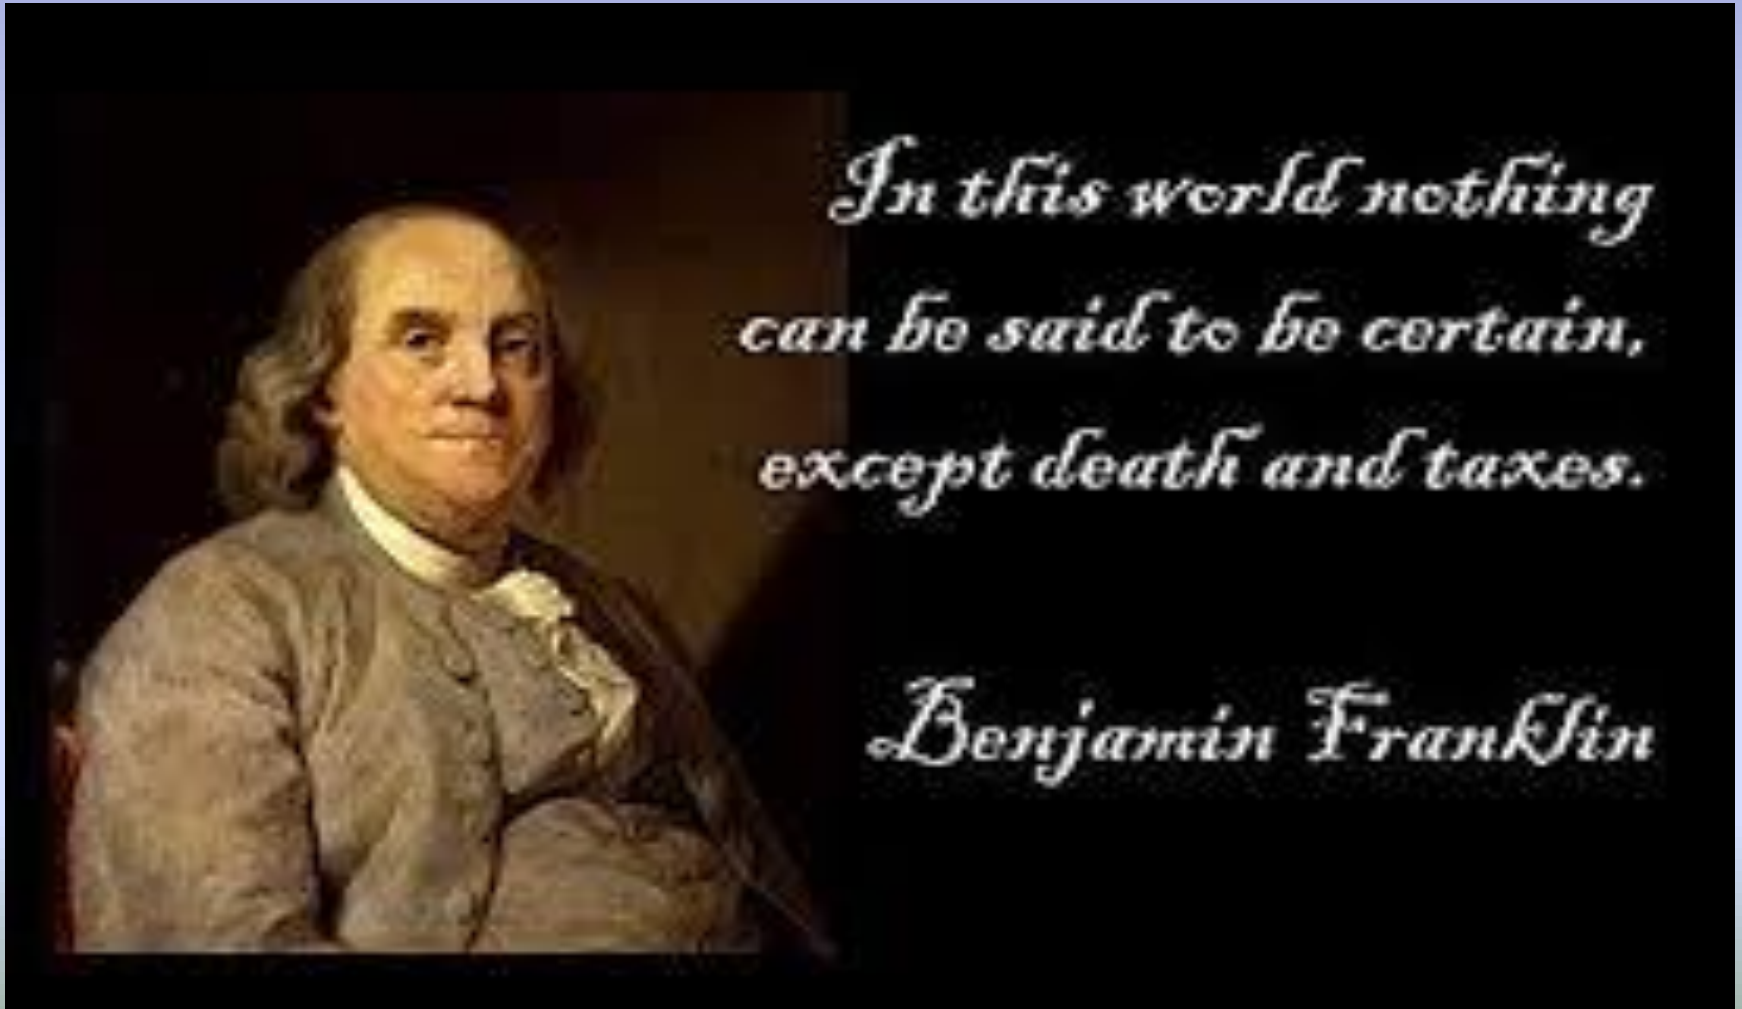 In this world nothing
can be said to be certain,
except death and taxes.
Benjamin Franklin